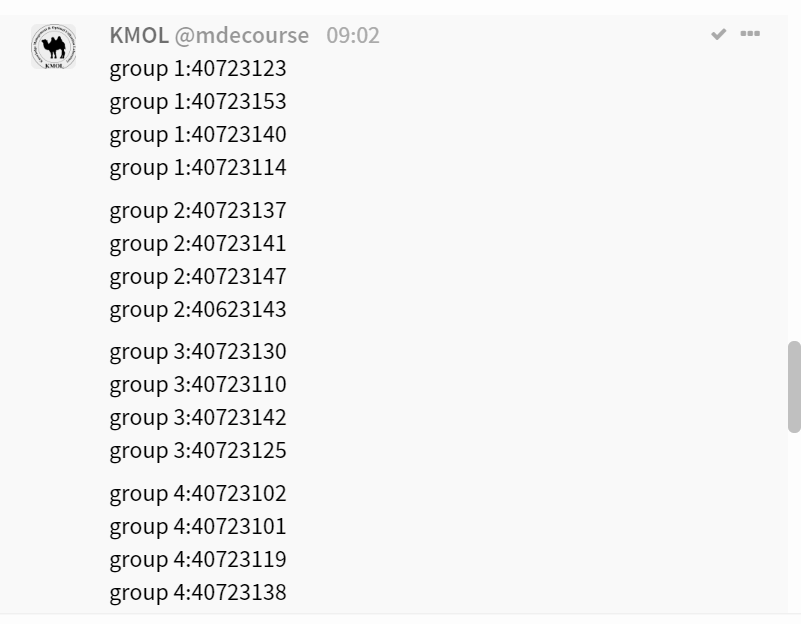 KMOL @mdecourse 09:02
group 1:40723123
group 1:40723153
group 1:40723140
group 1:40723114
group 2:40723137
group 2:40723141
group 2:40723147
group 2:40623143
group 3:40723130
group 3:40723110
group 3:40723142
group 3:40723125
group 4:40723102
group 4:40723101
group 4:40723119
group 4:40723138